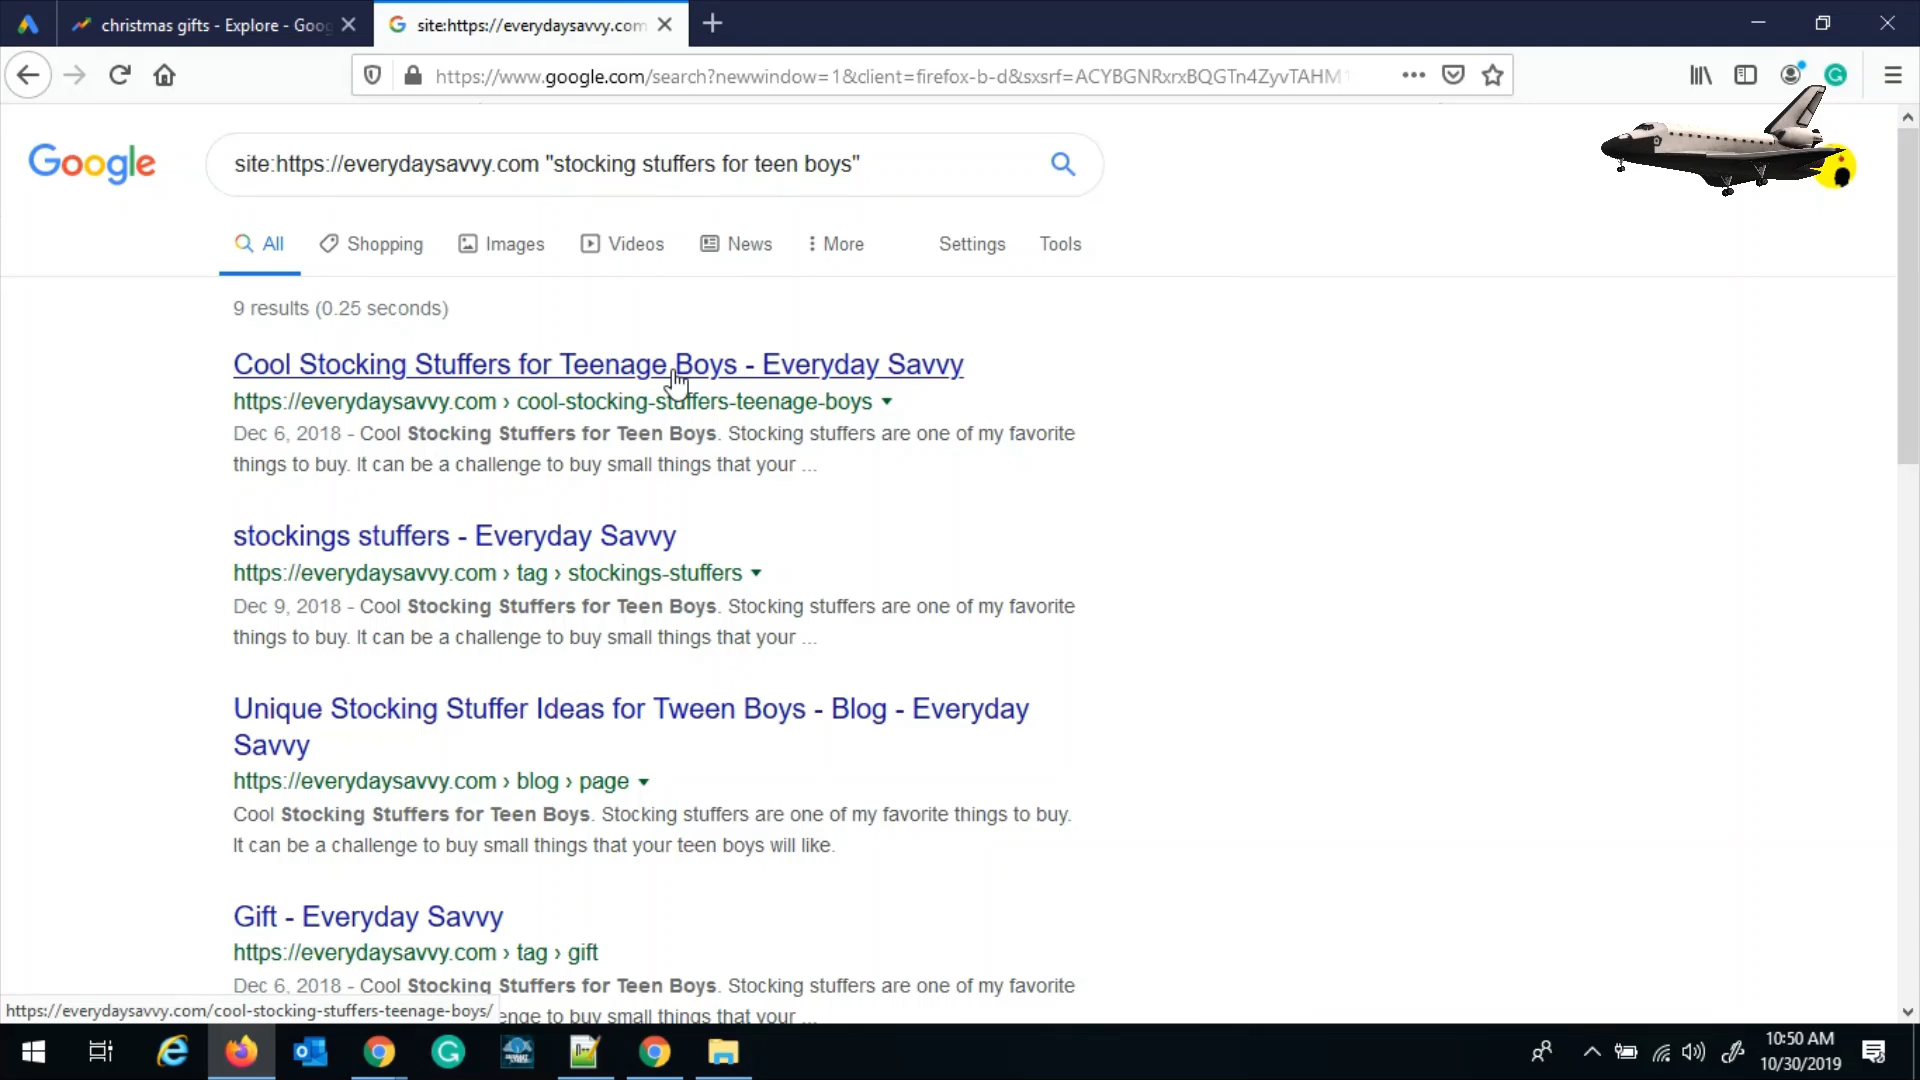 christmas gifts - Explore - Goog
site:https://everydaysavvy.com
https://www.google.com/search?newwindow=1&client=firefox-b-d&sxsrf=ACYBGNRxrxBQGTn4ZyvTAHM1
Google
site:https://everydaysavvy.com "stocking stuffers for teen boys"
All
Shopping
Images
Videos
News
More
Settings
Tools
9 results (0.25 seconds)
Cool Stocking Stuffers for Teenage Boys - Everyday Savvy
https://everydaysavvy.com › cool-stocking-stuffers-teenage-boys
Dec 6, 2018 - Cool Stocking Stuffers for Teen Boys. Stocking stuffers are one of my favorite
things to buy. It can be a challenge to buy small things that your ...
stockings stuffers - Everyday Savvy
https://everydaysavvy.com › tag › stockings-stuffers
Dec 9, 2018 - Cool Stocking Stuffers for Teen Boys. Stocking stuffers are one of my favorite
things to buy. It can be a challenge to buy small things that your ...
Unique Stocking Stuffer Ideas for Tween Boys - Blog - Everyday
Savvy
https://everydaysavvy.com › blog › page
Cool Stocking Stuffers for Teen Boys. Stocking stuffers are one of my favorite things to buy.
It can be a challenge to buy small things that your teen boys will like.
Gift - Everyday Savvy
https://everydaysavvy.com › tag › gift
Dec 6, 2018 - Cool Stocking Stuffers for Teen Boys. Stocking stuffers are one of my favorite
enge to buy small things that your ...
https://everydaysavvy.com/cool-stocking-stuffers-teenage-boys/
10:50 AM
10/30/2019